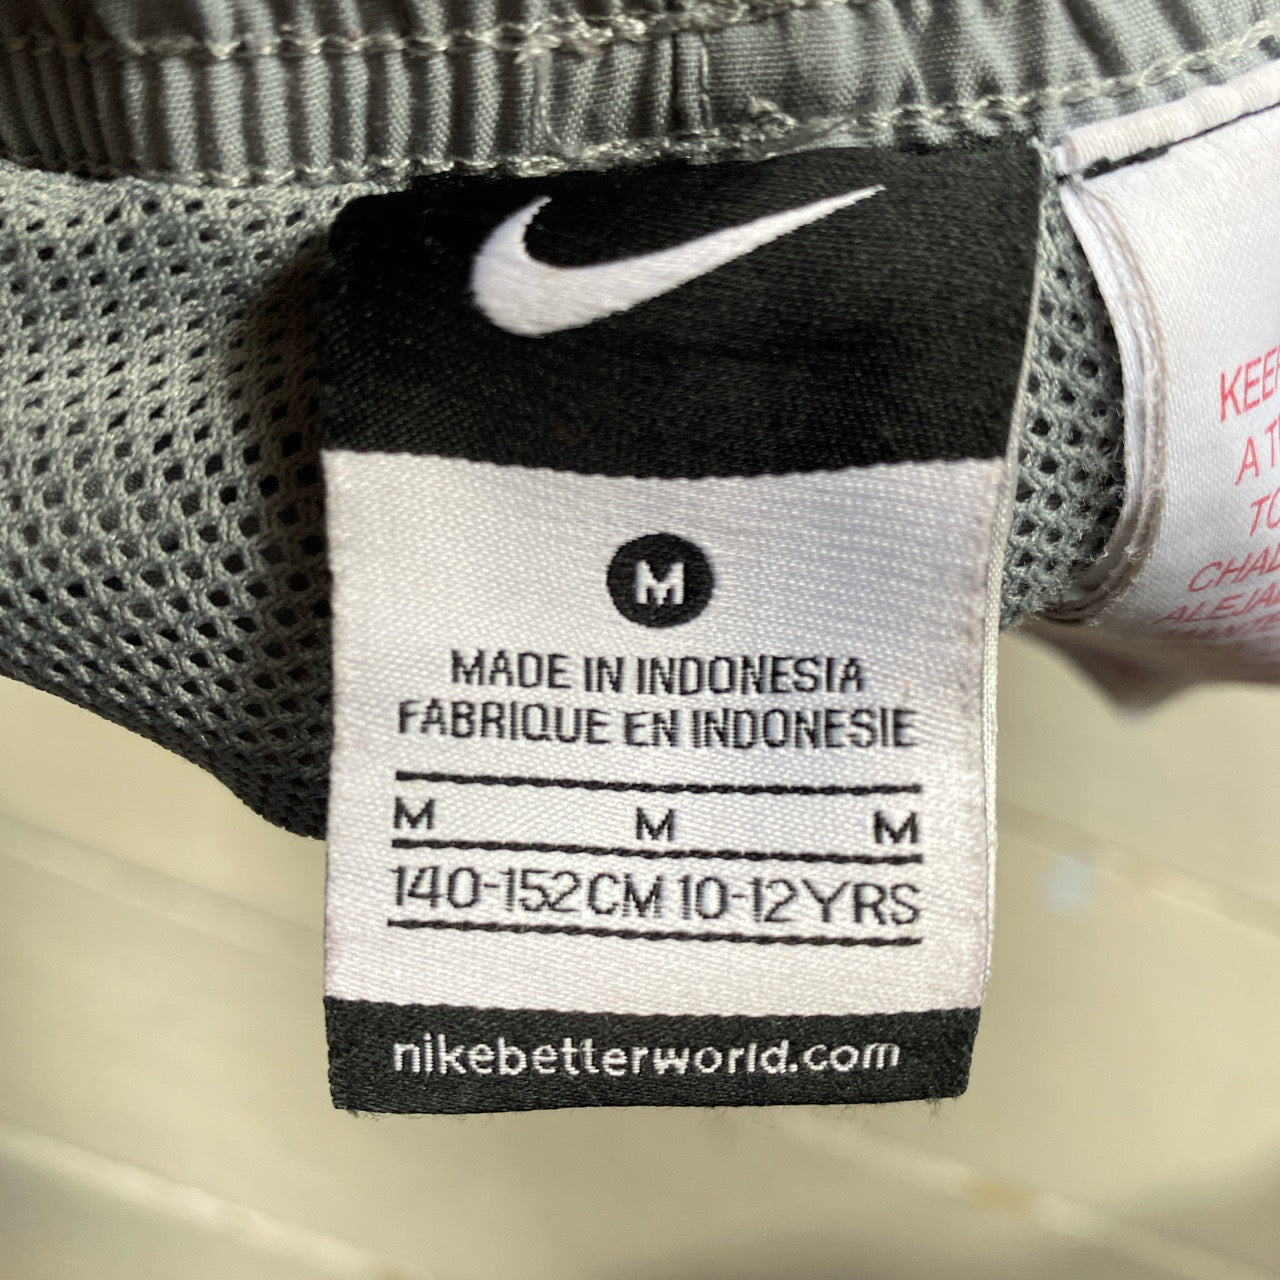 M
MADE IN INDONESIA
FABRIQUE EN INDONESIE
M M M
140-152CM 10-12YRS
nikebetterworld.com
A